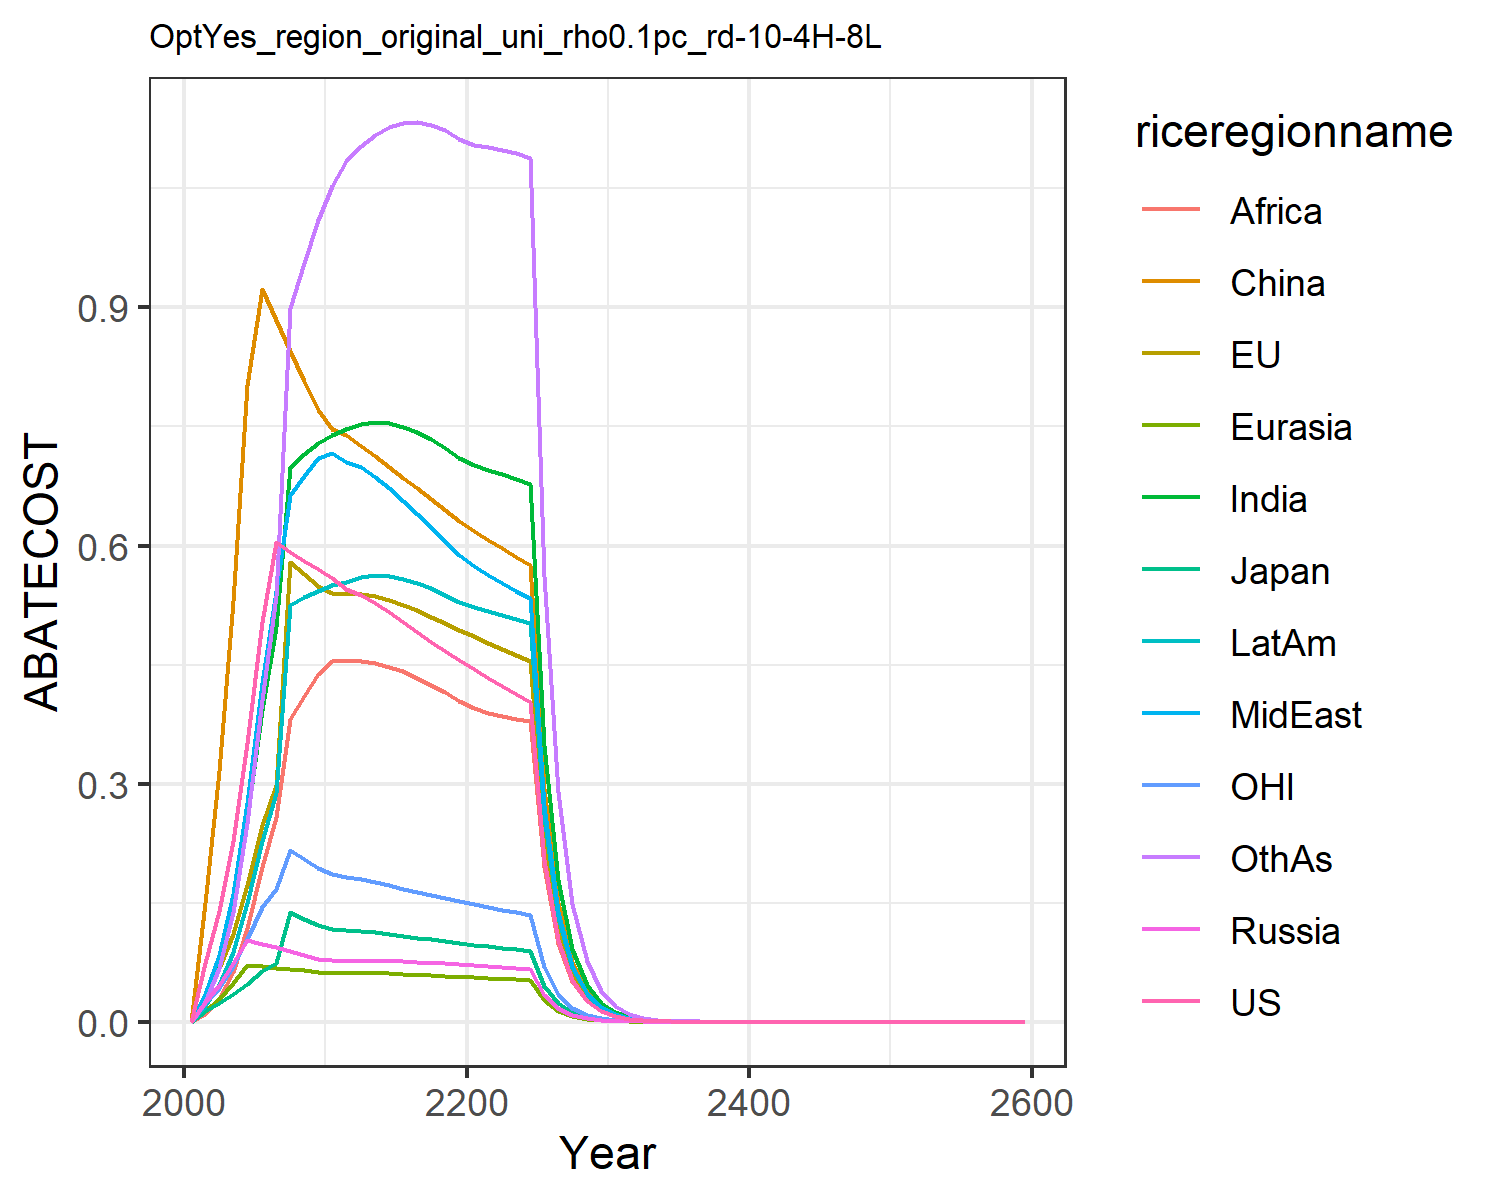 OptYes_region_original_uni_rho0.1pc_rd-10-4H-8L
ABATECOST
0.9
0.6
0.3
0.0
2000
2200
2400
2600
Year
riceregionname
Africa
China
EU
Eurasia
India
Japan
LatAm
MidEast
OHI
OthAs
Russia
US